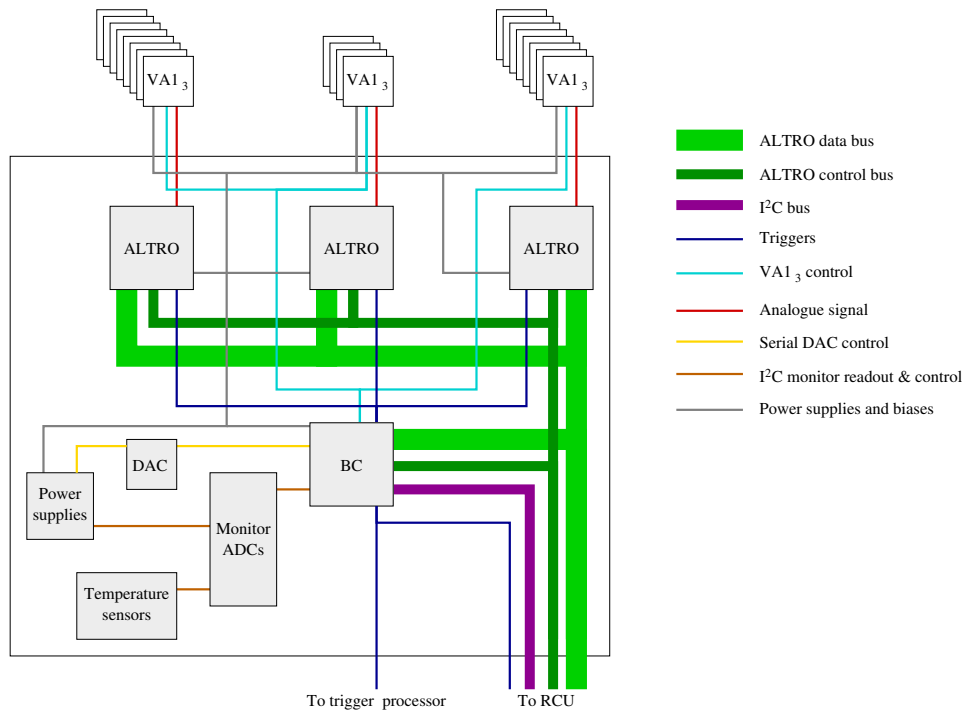 VA1 3
VA1 3
VA1 3
ALTRO
ALTRO
ALTRO
BC
DAC
Power
supplies
Monitor
ADCs
Temperature
sensors
To trigger processor
To RCU
ALTRO data bus
ALTRO control bus
I²C bus
Triggers
VA1 3 control
Analogue signal
Serial DAC control
I²C monitor readout & control
Power supplies and biases